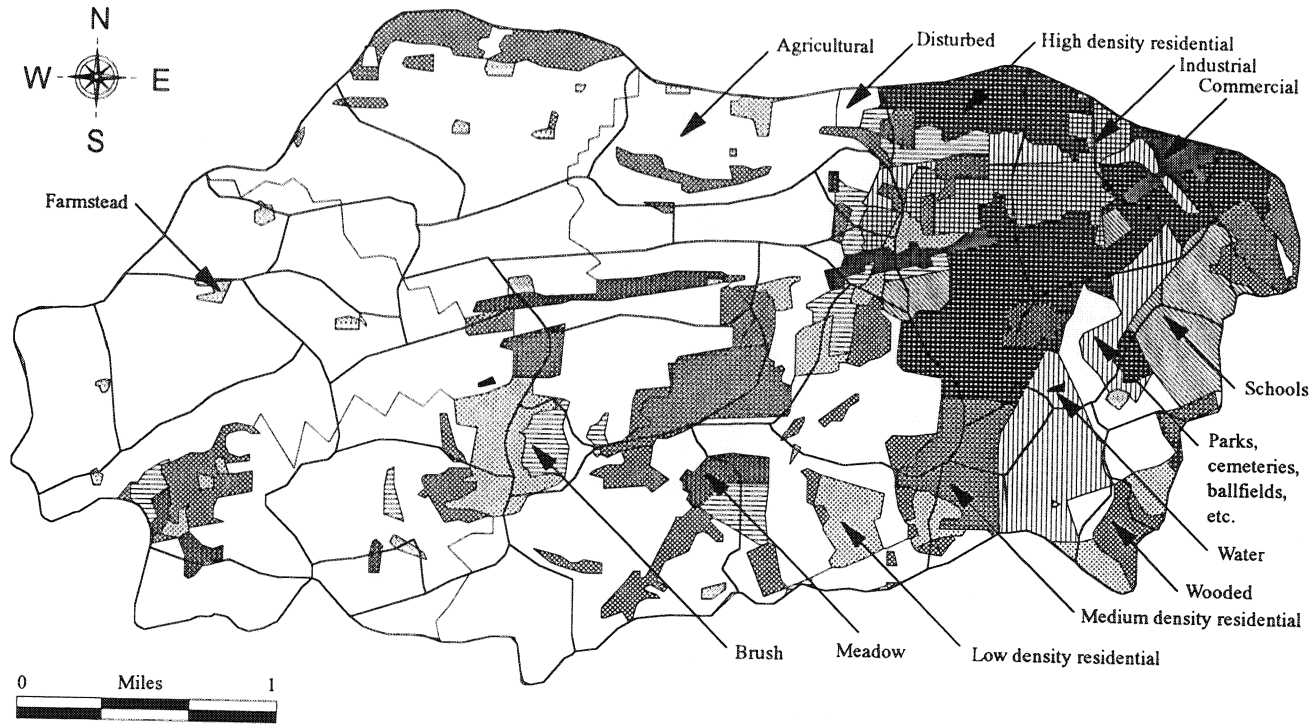 N
W E
S
Agricultural
Disturbed
High density residential
Industrial
Commercial
Farmstead
Schools
Parks,
cemeteries,
ballfields,
etc.
Water
Wooded
Medium density residential
Low density residential
Meadow
Brush
0 Miles 1